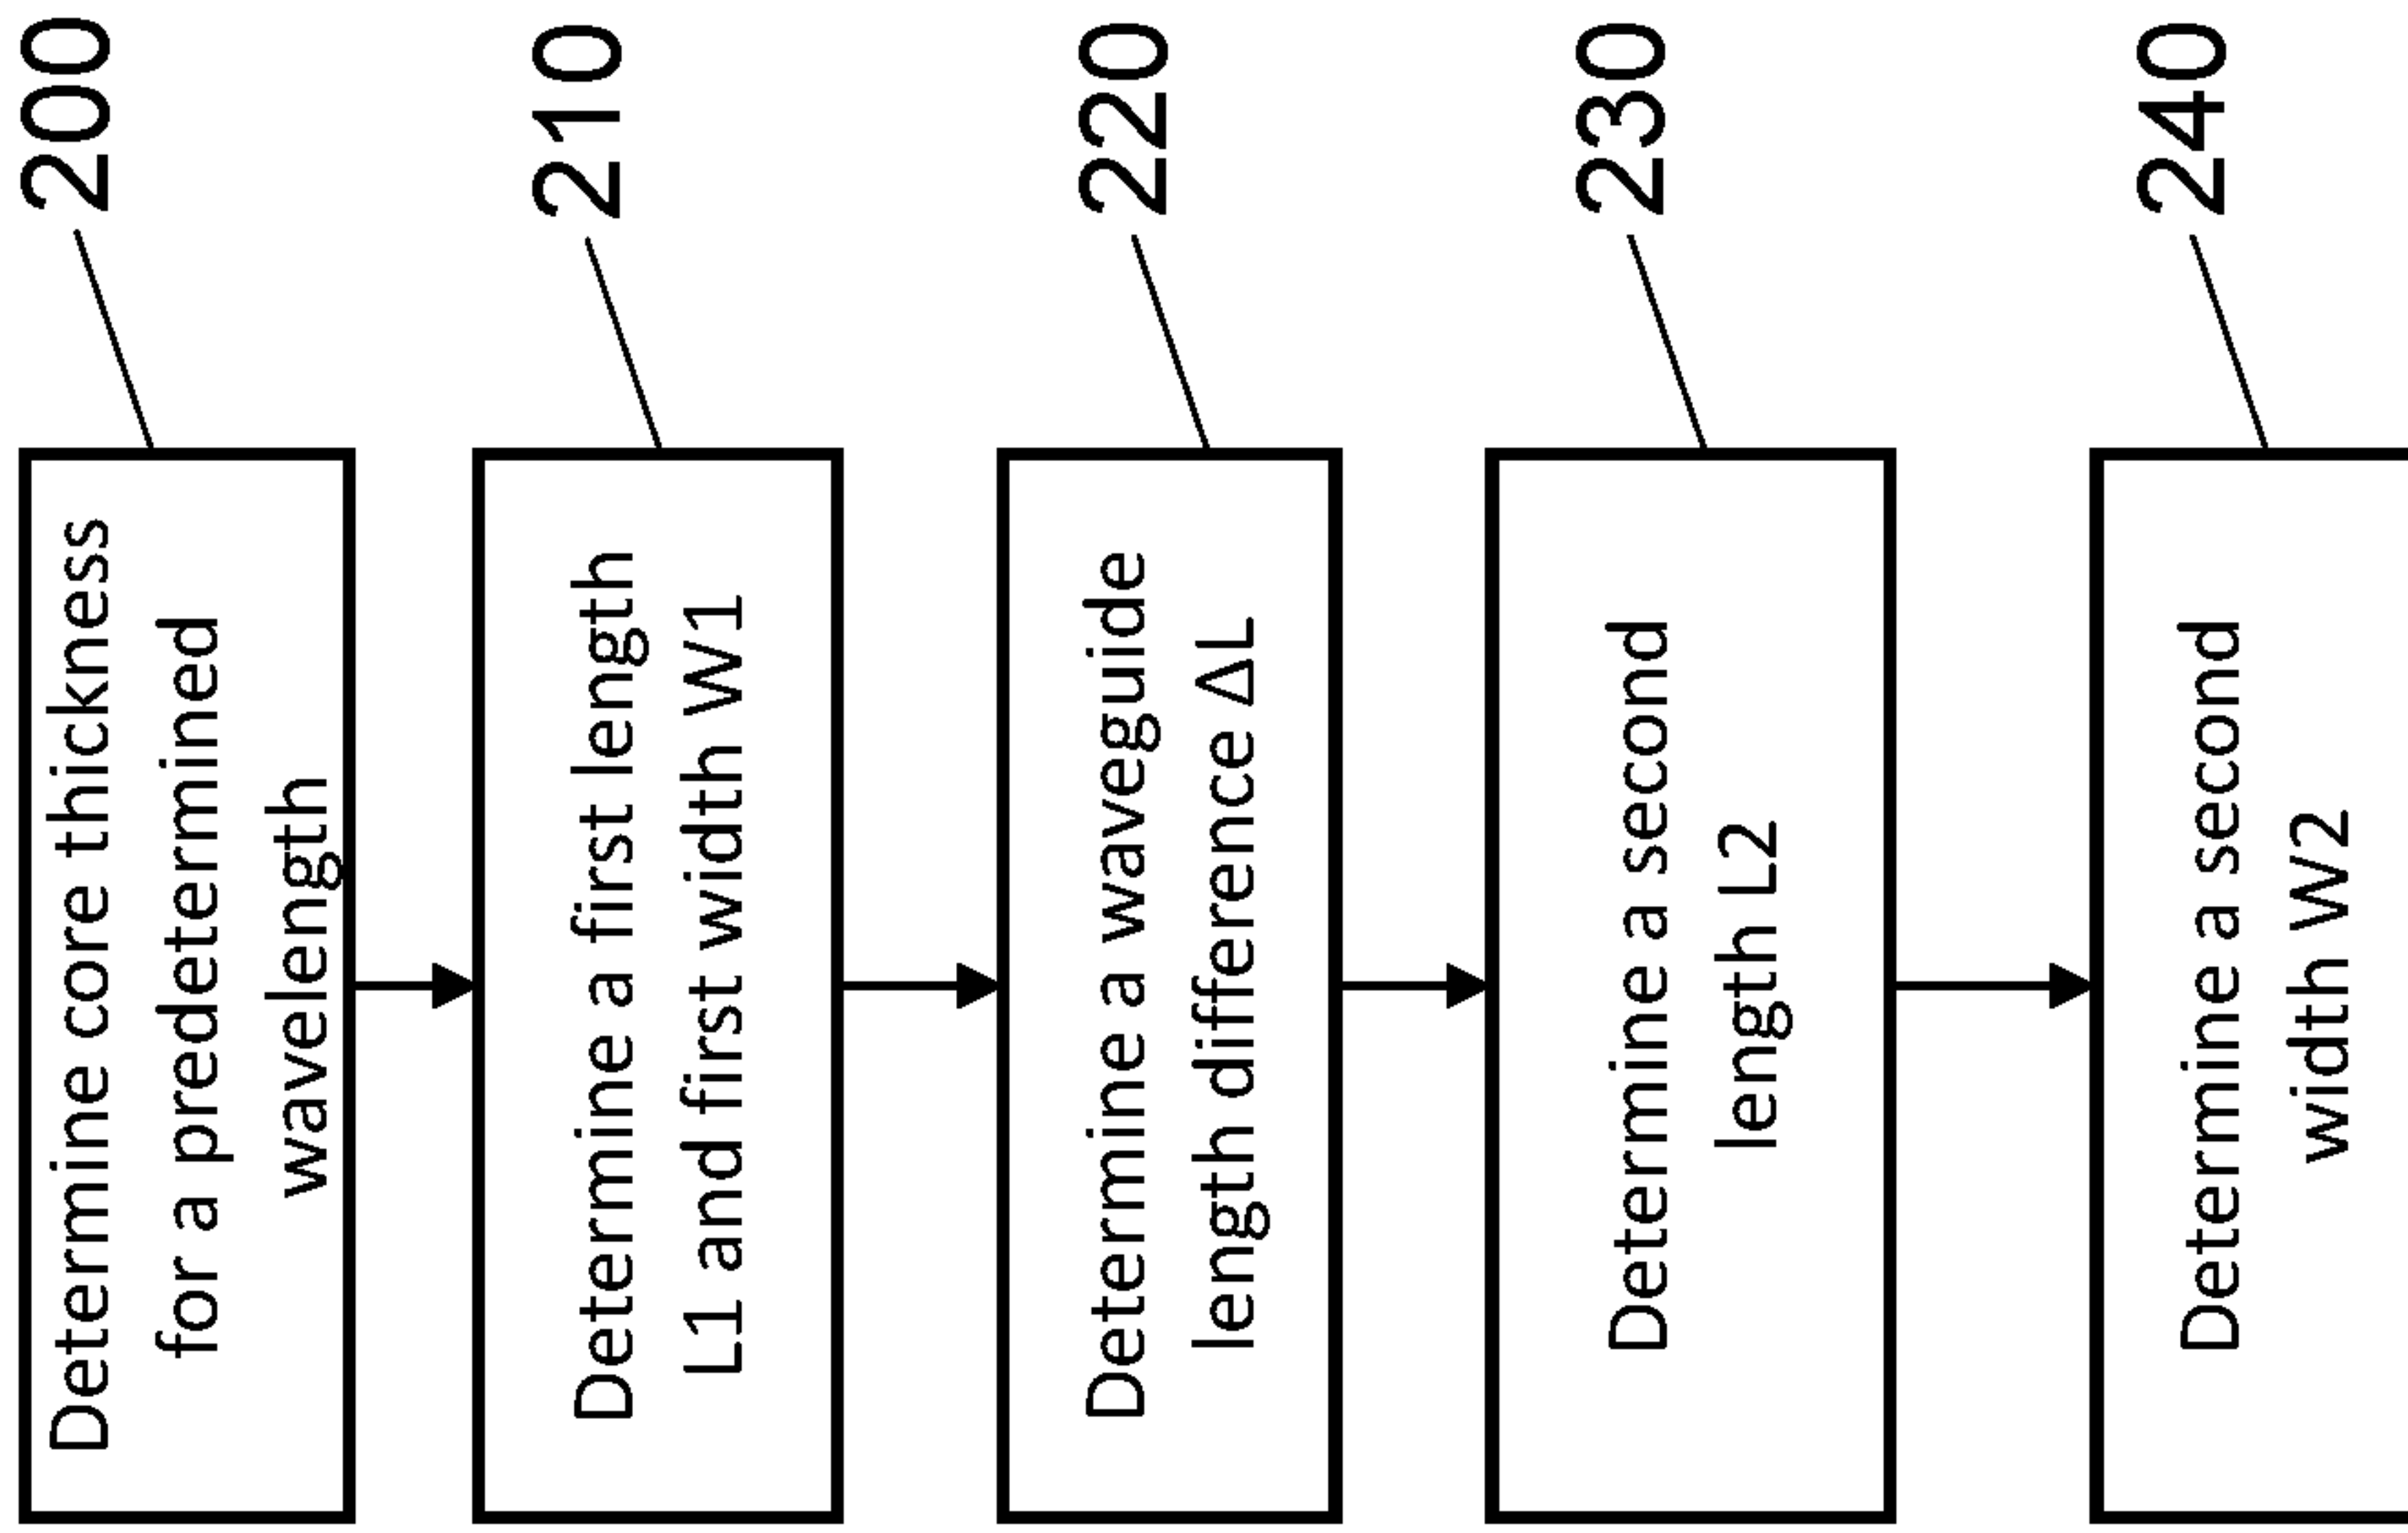 Determine core thickness
for a predetermined
wavelength
200
Determine a first length
L1 and first width W1
210
Determine a waveguide
length difference ΔL
220
Determine a second
length L2
230
Determine a second
width W2
240